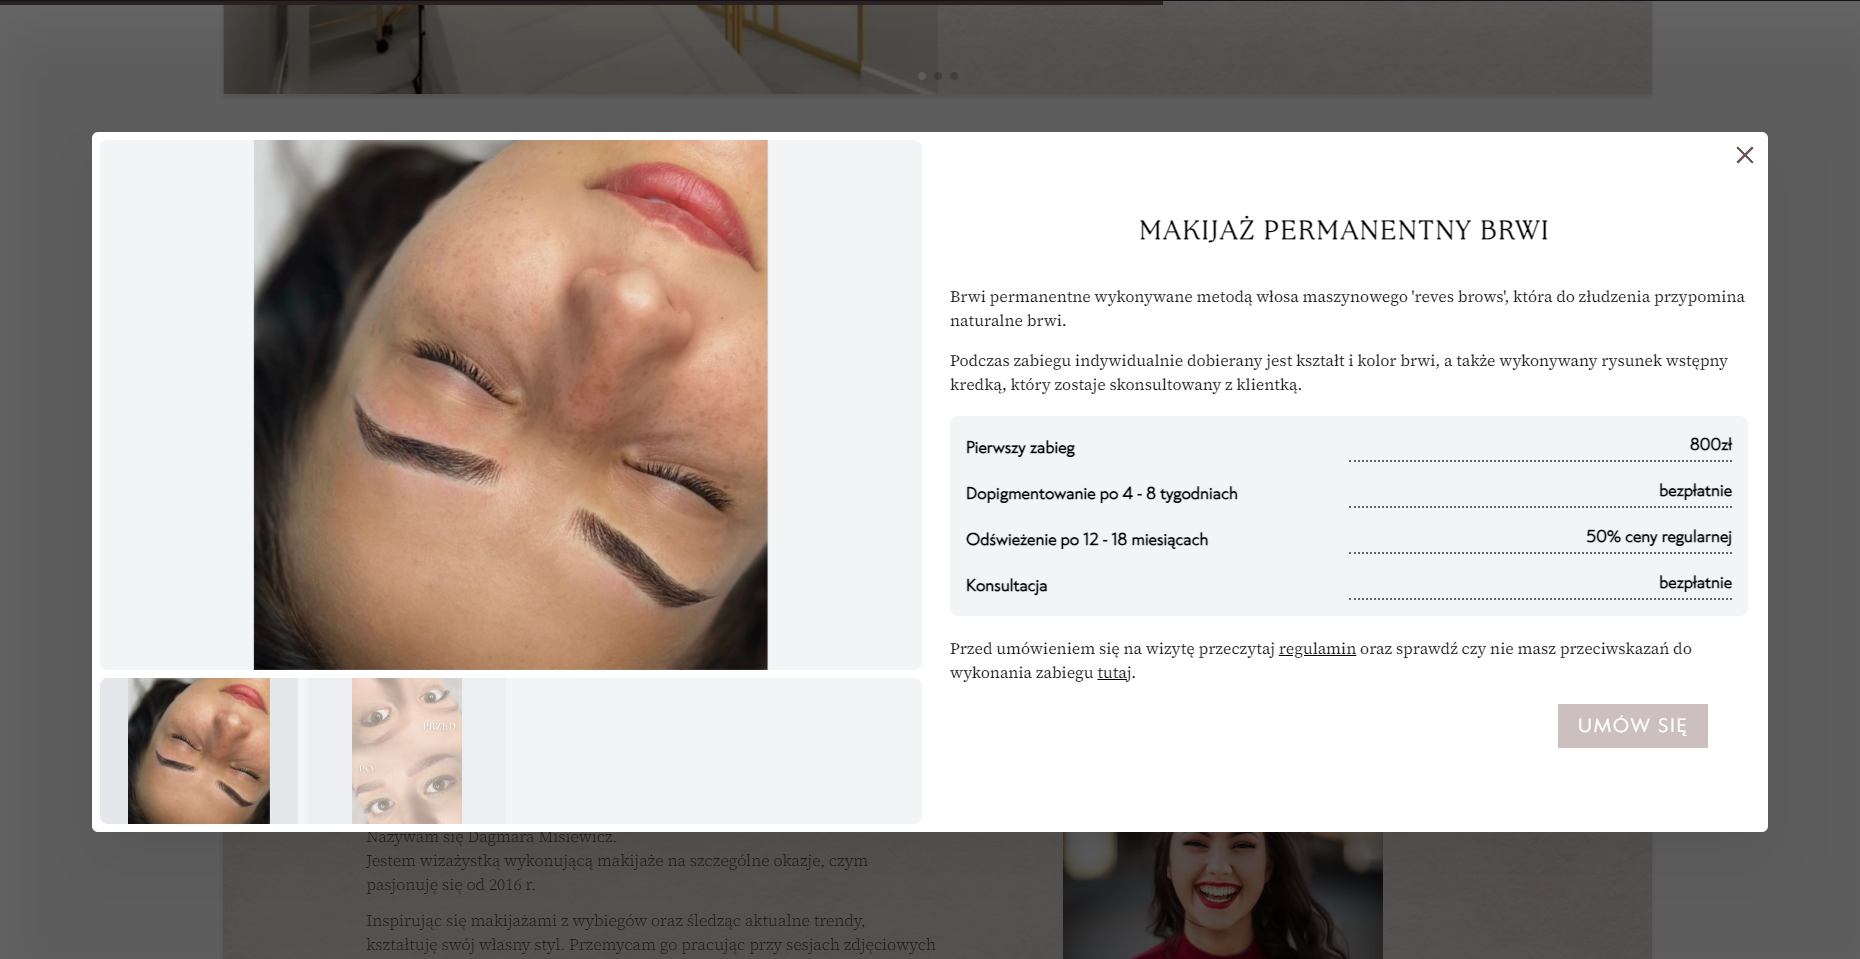 MAKIJAŻ PERMANENTNY BRWI
Brwi permanentne wykonywane metodą włosa maszynowego 'reves brows', która do złudzenia przypomina
naturalne brwi.
Podczas zabiegu indywidualnie dobierany jest kształt i kolor brwi, a także wykonywany rysunek wstępny
kredką, który zostaje skonsultowany z klientką.
Pierwszy zabieg 800zł
Dopigmentowanie po 4 - 8 tygodniach bezpłatnie
Odświeżenie po 12 - 18 miesiącach 50% ceny regularnej
Konsultacja bezpłatnie
Przed umówieniem się na wizytę przeczytaj regulamin oraz sprawdź czy nie masz przeciwskazań do
wykonania zabiegu tutaj.
UMÓW SIĘ
PRZED
PO
Nazywam się Dagmara Misiewicz.
Jestem wizażystką wykonującą makijaże na szczególne okazje, czym
pasjonuję się od 2016 r.
Inspirując się makijażami z wybiegów oraz śledząc aktualne trendy,
kształtuję swój własny styl. Przemycam go pracując przy sesjach zdjęciowych